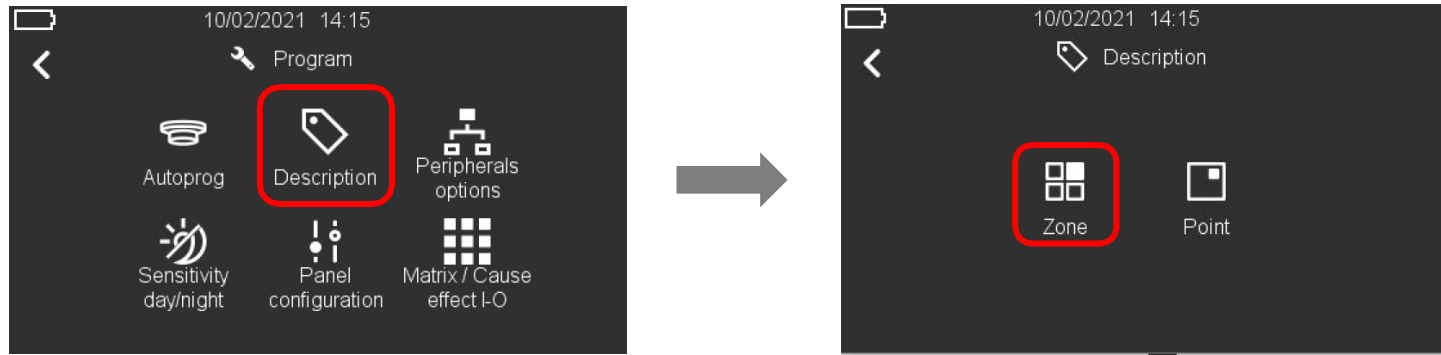 10/02/2021 14:15
Program
Autoprog
Description
Peripherals
options
Sensitivity
day/night
Panel
configuration
Matrix / Cause
effect I-O
10/02/2021 14:15
Description
Zone
Point